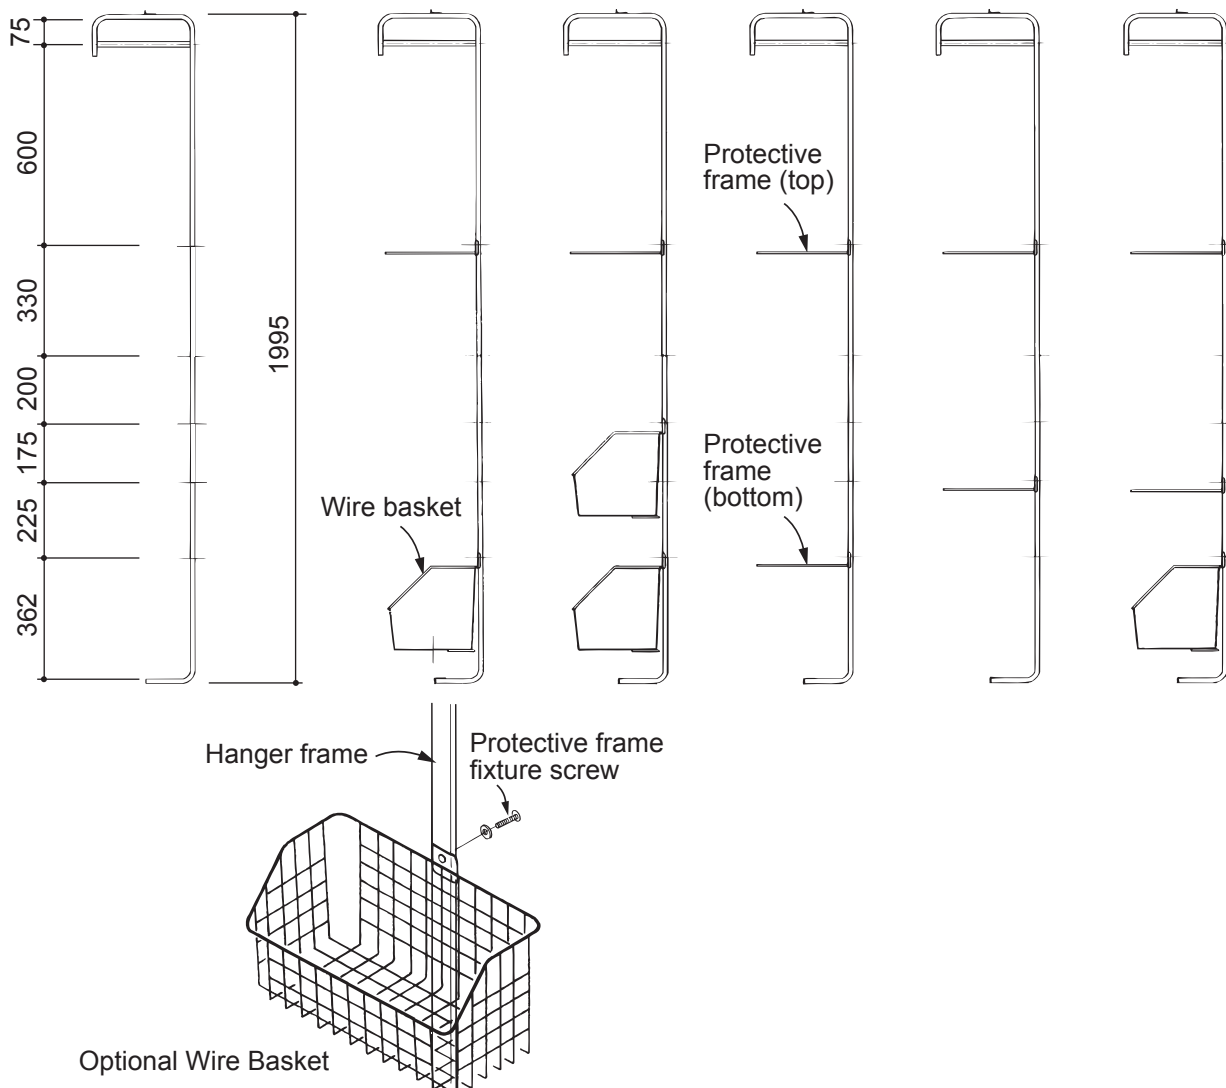 75
600
330
200
175
225
362
1995
Protective
frame (top)
Protective
frame
(bottom)
Wire basket
Hanger frame
Protective frame
fixture screw
Optional Wire Basket